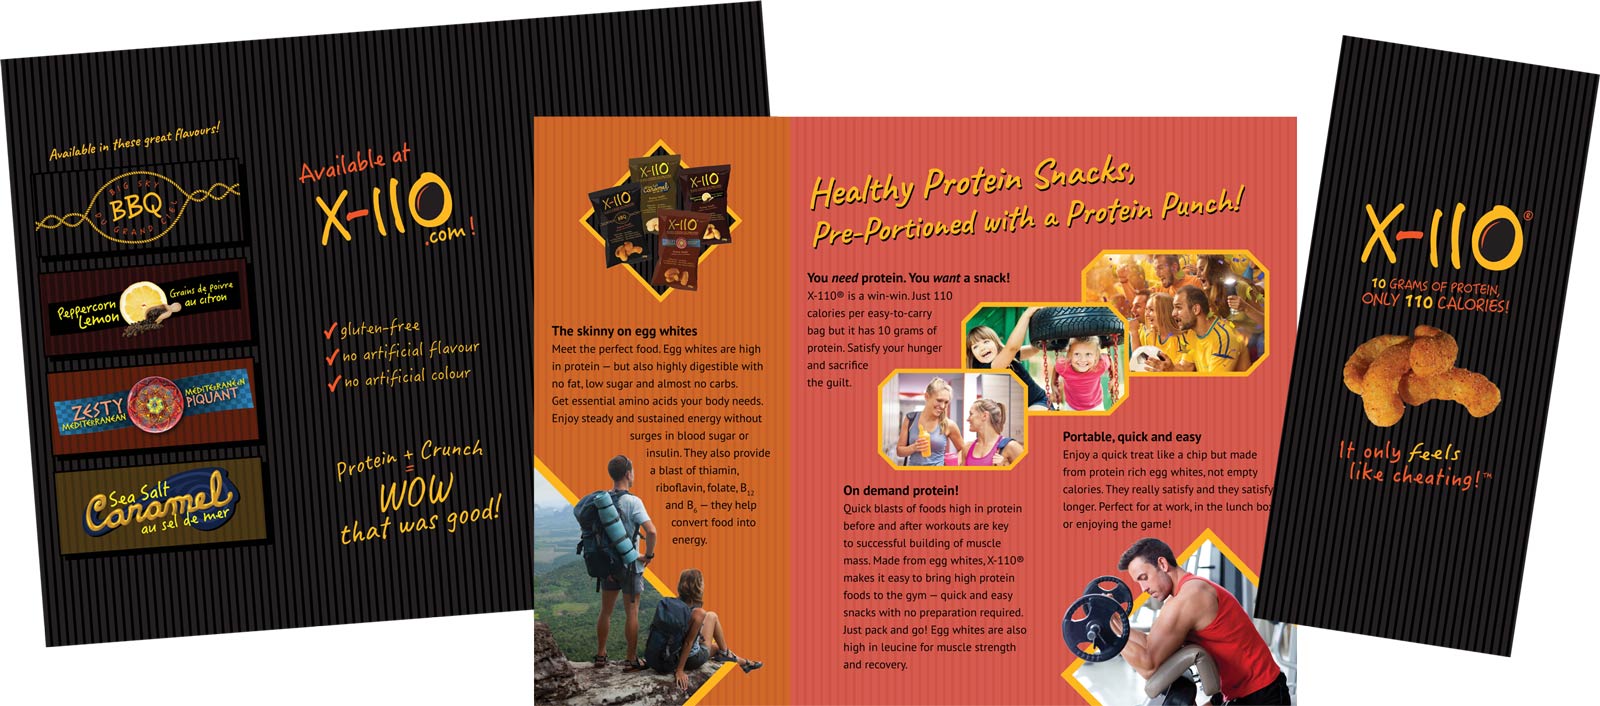 Available in these great flavours!
BIG SKY
BBQ
DU GRAND CIEL
Peppercorn
Lemon
Grains de poivre
au citron
ZESTY
MEDITERRANEAN
MEDITERRANEEN
PIQUANT
Sea Salt
Caramel
au sel de mer
Available at
X-110
.com!
✓gluten-free
✓no artificial flavour
✓no artificial colour
Protein + Crunch
=
WOW
that was good!
X-110
X-110
BBQ
X-110
Caramel
X-110
X-110
The skinny on egg whites
Meet the perfect food. Egg whites are high
in protein — but also highly digestible with
no fat, low sugar and almost no carbs.
Get essential amino acids your body needs.
Enjoy steady and sustained energy without
surges in blood sugar or
insulin. They also provide
a blast of thiamin,
riboflavin, folate, B12
and B6 — they help
convert food into
energy.
Healthy Protein Snacks,
Pre-Portioned with a Protein Punch!
You need protein. You want a snack!
X-110® is a win-win. Just 110
calories per easy-to-carry
bag but it has 10 grams of
protein. Satisfy your hunger
and sacrifice
the guilt.
On demand protein!
Quick blasts of foods high in protein
before and after workouts are key
to successful building of muscle
mass. Made from egg whites, X-110®
makes it easy to bring high protein
foods to the gym — quick and easy
snacks with no preparation required.
Just pack and go! Egg whites are also
high in leucine for muscle strength
and recovery.
Portable, quick and easy
Enjoy a quick treat like a chip but made
from protein rich egg whites, not empty
calories. They really satisfy and they satisfy
longer. Perfect for at work, in the lunch box
or enjoying the game!
X-110®
10 GRAMS OF PROTEIN,
ONLY 110 CALORIES!
It only feels
like cheating!™